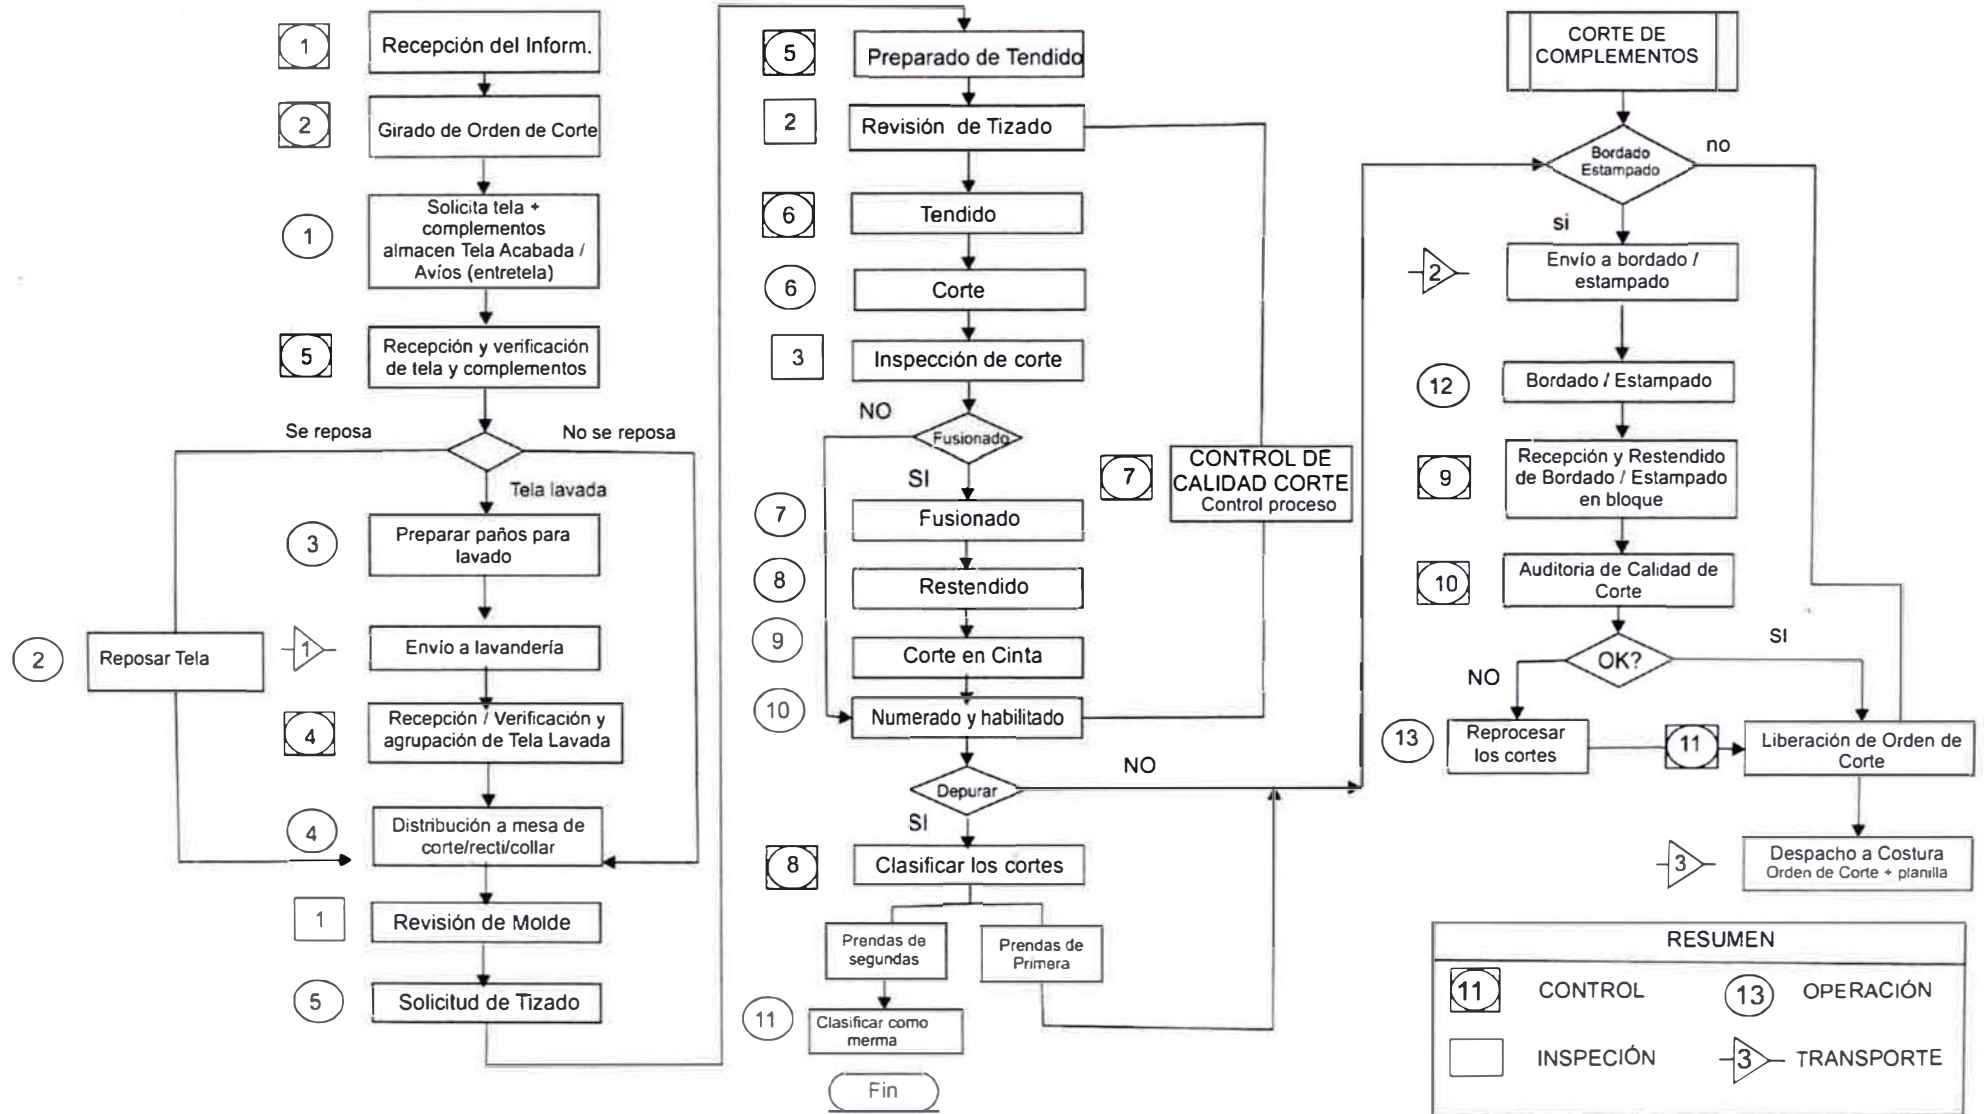 1
Recepción del Inform.
2
Girado de Orden de Corte
1
Solicita tela +
complementos
almacen Tela Acabada /
Avíos (entretela)
5
Recepción y verificación
de tela y complementos
Se reposa
No se reposa
Tela lavada
3
Preparar paños para
lavado
2
Reposar Tela
1
Envío a lavandería
4
Recepción / Verificación y
agrupación de Tela Lavada
4
Distribución a mesa de
corte/recti/collar
1
Revisión de Molde
5
Solicitud de Tizado
5
Preparado de Tendido
2
Revisión de Tizado
6
Tendido
6
Corte
3
Inspección de corte
NO
Fusionado
SI
7
Fusionado
8
Restendido
9
Corte en Cinta
10
Numerado y habilitado
7
CONTROL DE
CALIDAD CORTE
Control proceso
Depurar
NO
SI
8
Clasificar los cortes
Prendas de
segundas
Prendas de
Primera
11
Clasificar como
merma
Fin
CORTE DE
COMPLEMENTOS
Bordado
Estampado
no
si
2
Envío a bordado /
estampado
12
Bordado / Estampado
9
Recepción y Restendido
de Bordado / Estampado
en bloque
10
Auditoria de Calidad de
Corte
OK?
SI
NO
13
Reprocesar
los cortes
11
Liberación de Orden de
Corte
3
Despacho a Costura
Orden de Corte + planilla
RESUMEN
11 CONTROL
13 OPERACIÓN
INSPECIÓN
3 TRANSPORTE